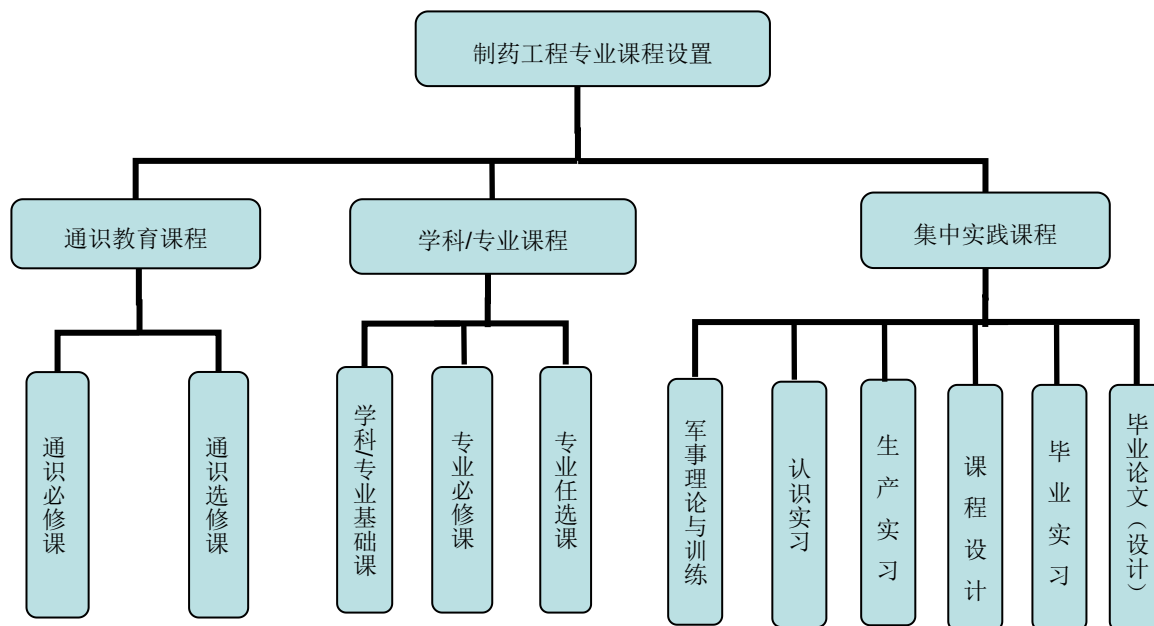 制药工程专业课程设置
通识教育课程
学科/专业课程
集中实践课程
通识必修课
通识选修课
学科/专业基础课
专业必修课
专业任选课
军事理论与训练
认识实习
生产实习
课程设计
毕业实习
毕业论文（设计）